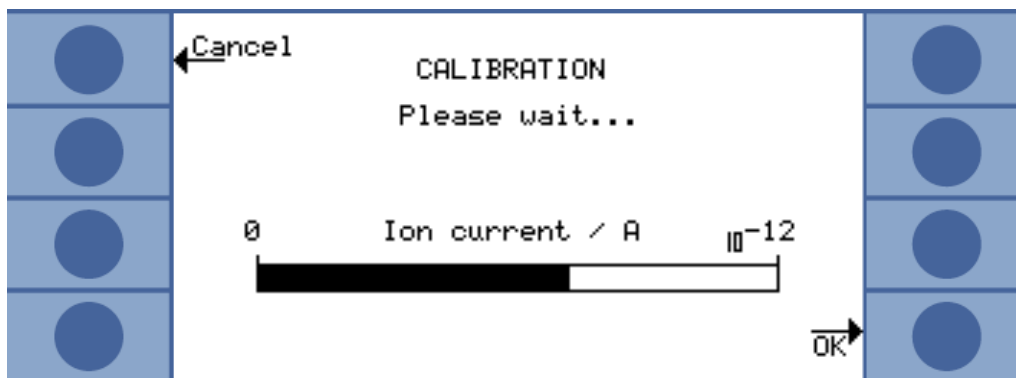 Cancel
CALIBRATION
Please wait...
0 Ion current / A 10⁻¹²
OK